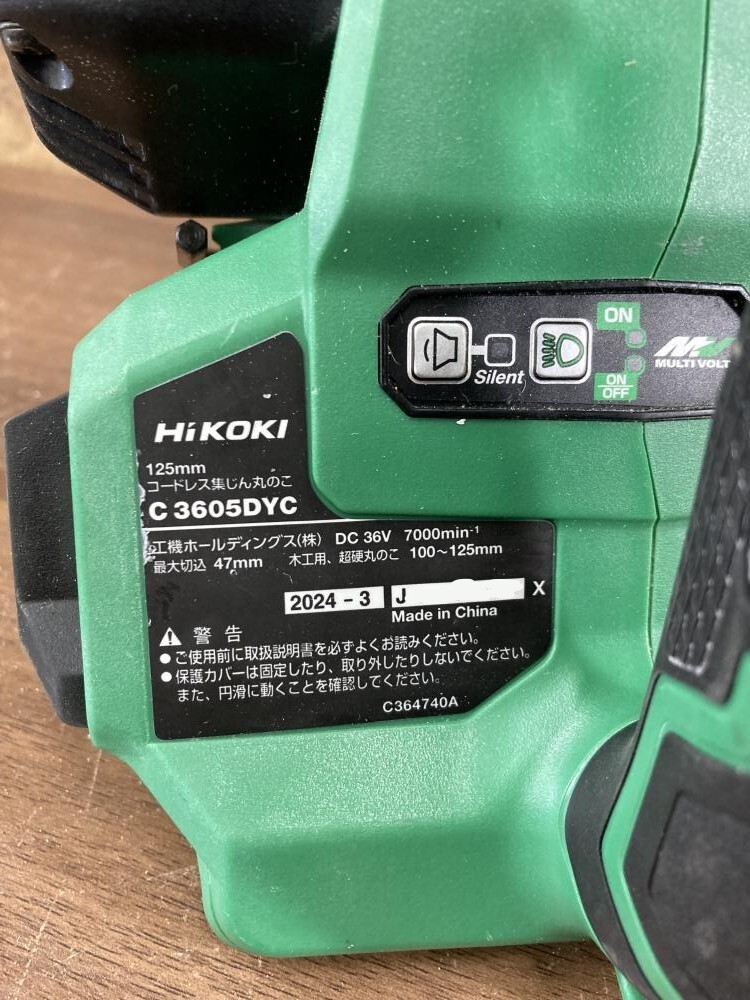 ON
Silent
ON
OFF
MULTI VOLT
HiKOKI
125mm
コードレス集じん丸のこ
C 3605DYC
工機ホールディングス(株) DC 36V 7000min⁻¹
最大切込 47mm 木工用、超硬丸のこ 100～125mm
2024 - 3 J X
Made in China
警告
● ご使用前に取扱説明書を必ずよくお読みください。
● 保護カバーは固定したり、取り外したりしないでください。
また、円滑に動くことを確認してください。
C364740A